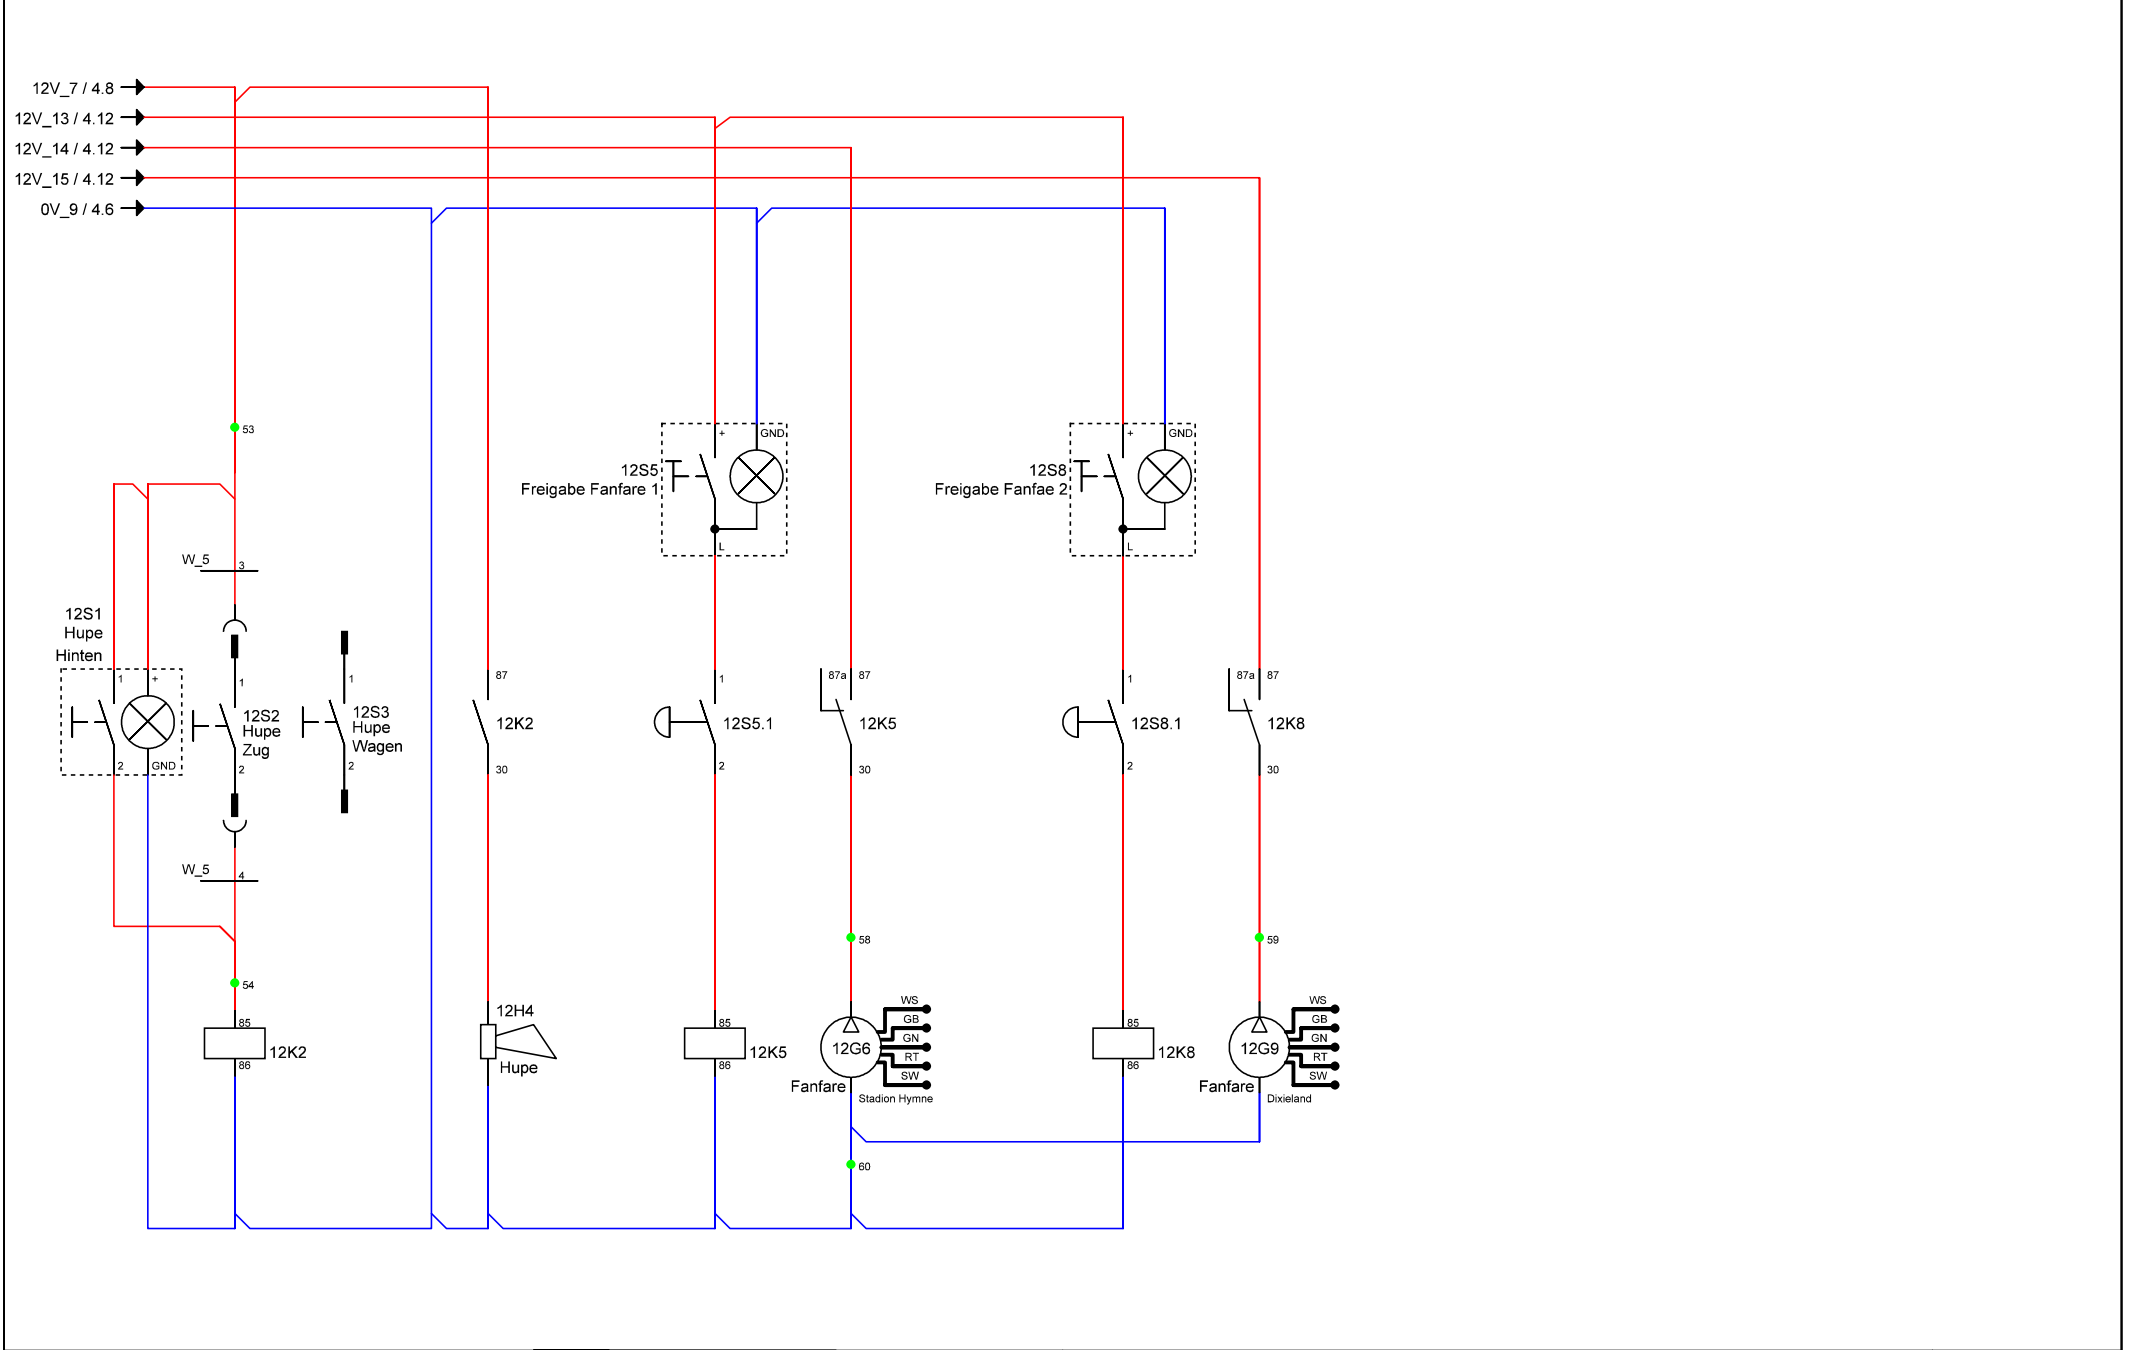 12V_7 / 4.8
12V_13 / 4.12
12V_14 / 4.12
12V_15 / 4.12
0V_9 / 4.6
53
+
GND
12S5
Freigabe Fanfare 1
L
+
GND
12S8
Freigabe Fanfae 2
L
W_5
3
12S1
Hupe
Hinten
1
+
2
GND
1
12S2
Hupe
Zug
2
1
12S3
Hupe
Wagen
2
87
12K2
30
1
12S5.1
2
87a
87
12K5
30
1
12S8.1
2
87a
87
12K8
30
W_5
4
54
58
59
85
12K2
86
12H4
Hupe
85
12K5
86
12G6
Fanfare
WS
GB
GN
RT
SW
Stadion Hymne
85
12K8
86
12G9
Fanfare
WS
GB
GN
RT
SW
Dixieland
60